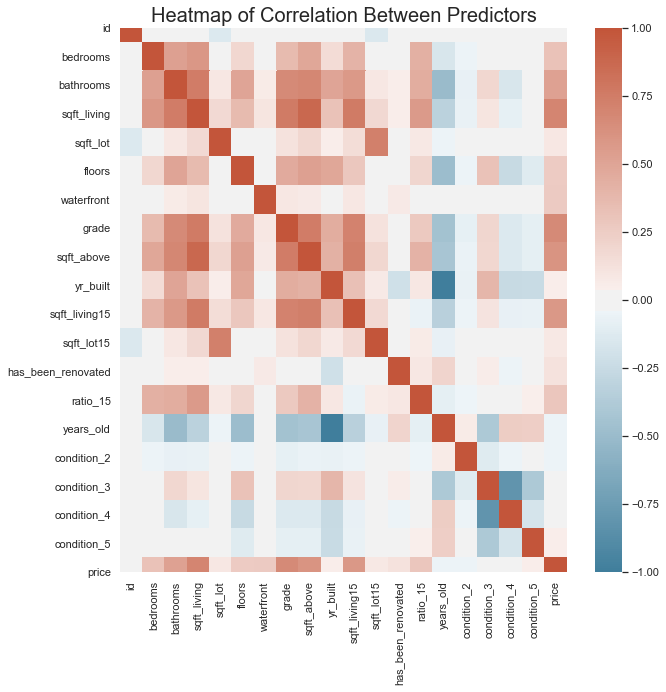 Heatmap of Correlation Between Predictors
id
bedrooms
bathrooms
sqft_living
sqft_lot
floors
waterfront
grade
sqft_above
yr_built
sqft_living15
sqft_lot15
has_been_renovated
ratio_15
years_old
condition_2
condition_3
condition_4
condition_5
price
id
bedrooms
bathrooms
sqft_living
sqft_lot
floors
waterfront
grade
sqft_above
yr_built
sqft_living15
sqft_lot15
has_been_renovated
ratio_15
years_old
condition_2
condition_3
condition_4
condition_5
price
1.00
0.75
0.50
0.25
0.00
−0.25
−0.50
−0.75
−1.00